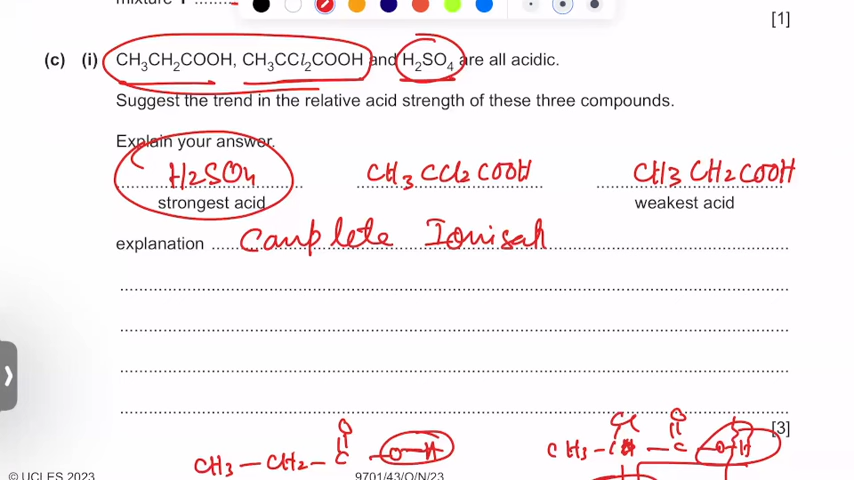 [1]
(c) (i) CH3CH2COOH, CH3CCl2COOH and H2SO4 are all acidic.
Suggest the trend in the relative acid strength of these three compounds.
Explain your answer.
H2SO4 CH3CCl2COOH CH3CH2COOH
strongest acid weakest acid
explanation Complete Ionisah
[3]
O
CH3 — CH2 — C O—H
CH3 — C — C — O—H
© UCLES 2023 9701/43/O/N/23